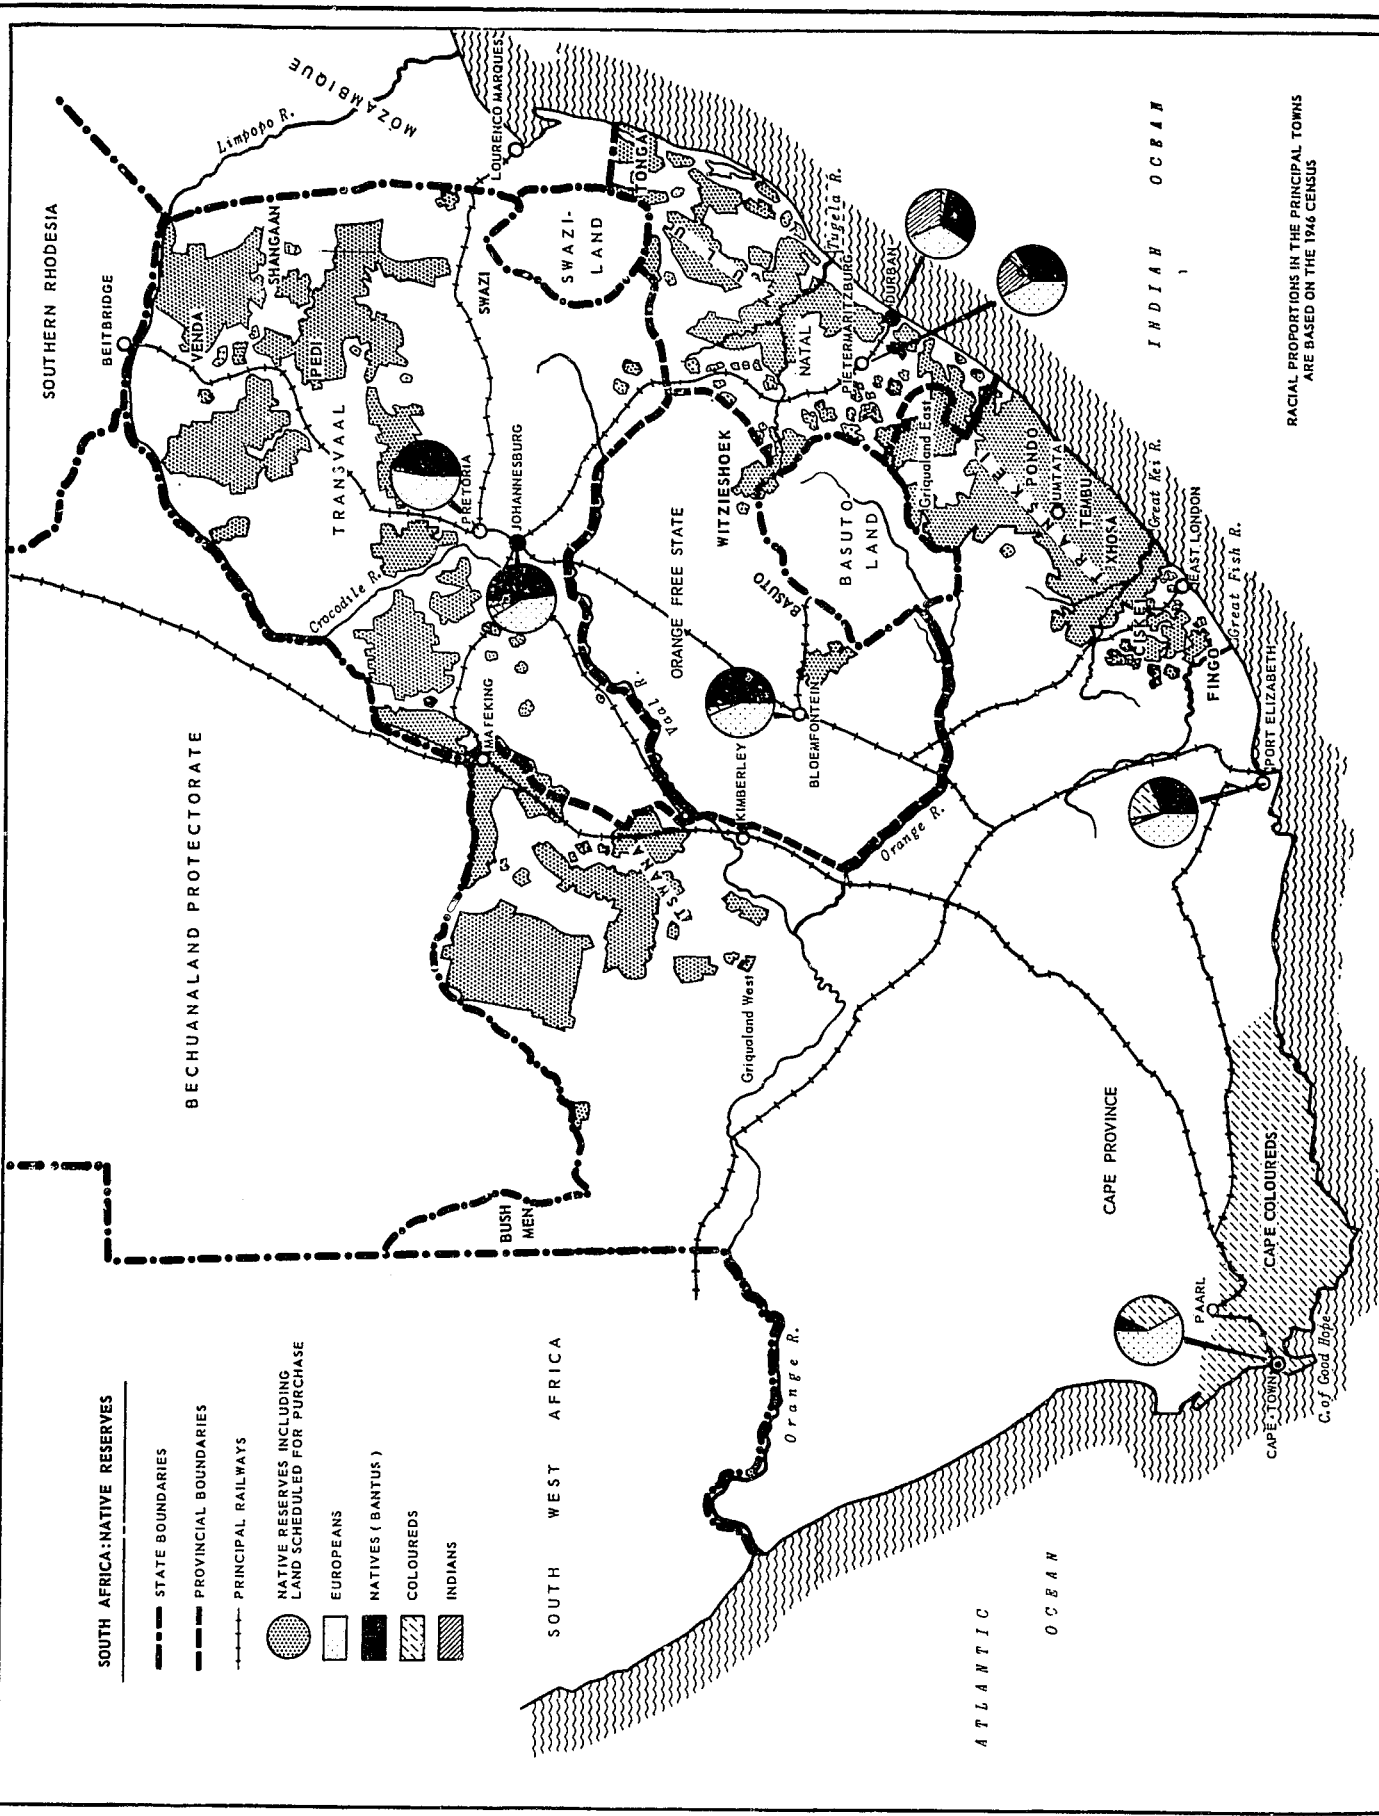 SOUTH AFRICA: NATIVE RESERVES
STATE BOUNDARIES
PROVINCIAL BOUNDARIES
PRINCIPAL RAILWAYS
NATIVE RESERVES INCLUDING
LAND SCHEDULED FOR PURCHASE
EUROPEANS
NATIVES ( BANTUS )
COLOUREDS
INDIANS
SOUTHERN RHODESIA
BEITBRIDGE
MOZAMBIQUE
Limpopo R.
LOURENCO MARQUES
SHANGAAN
VENDA
PEDI
TRANSVAAL
SWAZI
SWAZI-
LAND
TONGA
ZULU
Tugela R.
PRETORIA
JOHANNESBURG
Crocodile R.
BECHUANALAND PROTECTORATE
MAFEKING
TSWANA
Vaal R.
ORANGE FREE STATE
WITZIESHOEK
NATAL
PIETERMARITZBURG
DURBAN
BASUTO
BASUTO
LAND
Griqualand East
TRANSKEI
PONDO
UMTATA
TEMBU
XHOSA
Great Kei R.
EAST LONDON
CISKEI
Great Fish R.
FINGO
PORT ELIZABETH
KIMBERLEY
BLOEMFONTEIN
Orange R.
Griqualand West
BUSH
MEN
SOUTH WEST AFRICA
Orange R.
CAPE PROVINCE
CAPE COLOUREDS
PAARL
CAPE-TOWN
C. of Good Hope
ATLANTIC
OCEAN
INDIAN OCEAN
RACIAL PROPORTIONS IN THE PRINCIPAL TOWNS
ARE BASED ON THE 1946 CENSUS